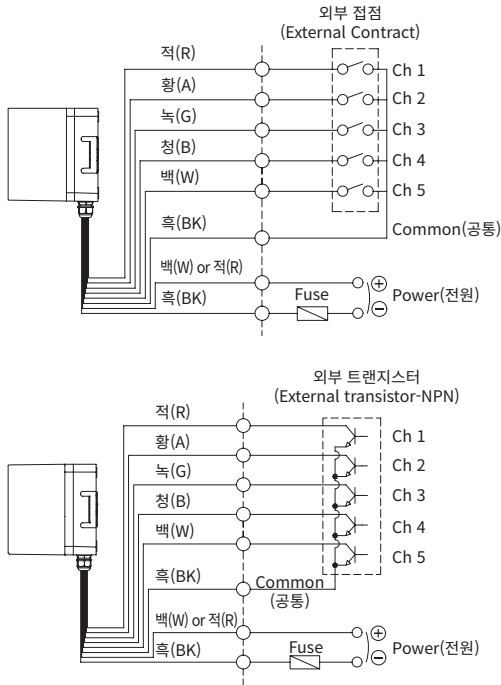 외부 접점
(External Contract)
적(R)
Ch 1
황(A)
Ch 2
녹(G)
Ch 3
청(B)
Ch 4
백(W)
Ch 5
흑(BK)
Common(공통)
백(W) or 적(R)
흑(BK)
Fuse
Power(전원)
외부 트랜지스터
(External transistor-NPN)
적(R)
Ch 1
황(A)
Ch 2
녹(G)
Ch 3
청(B)
Ch 4
백(W)
Ch 5
흑(BK)
Common
(공통)
백(W) or 적(R)
흑(BK)
Fuse
Power(전원)